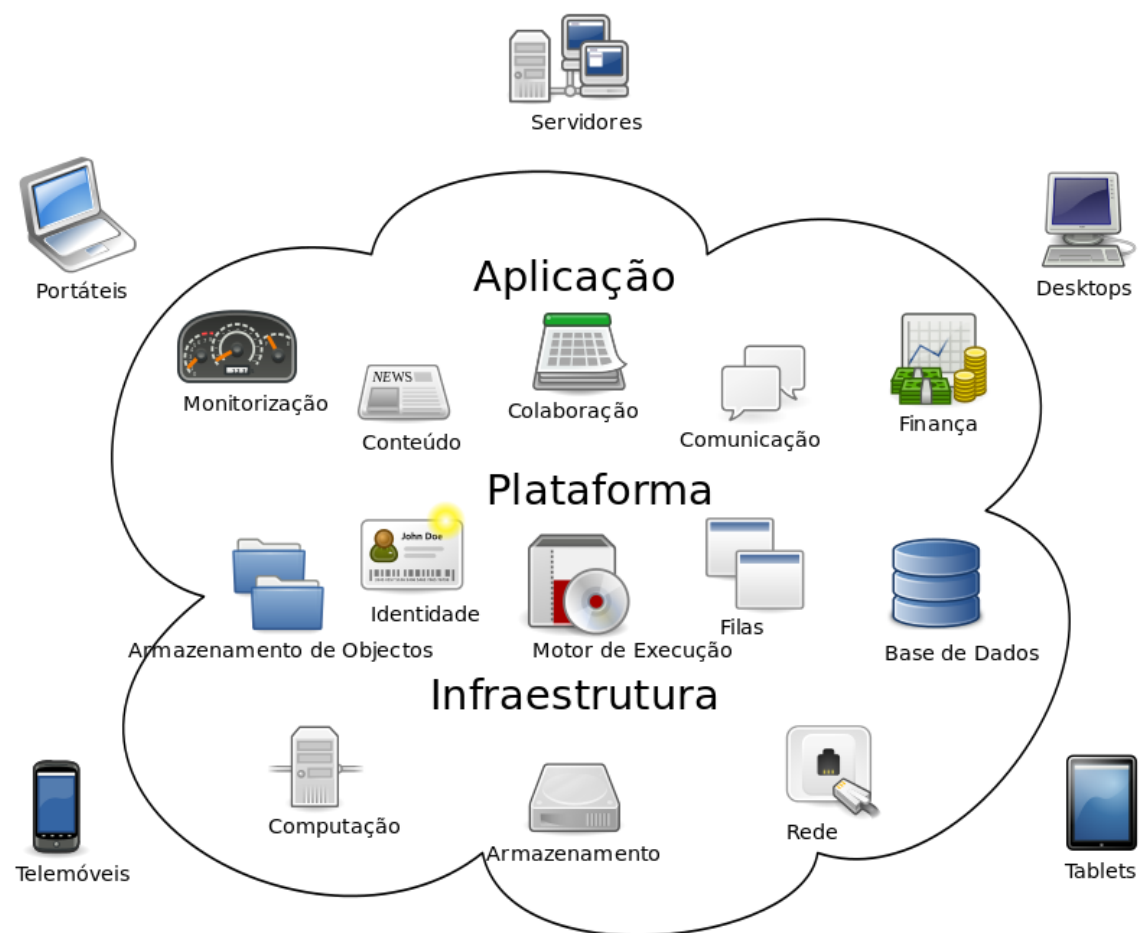 Servidores
Portáteis
Desktops
Aplicação
Monitorização
NEWS
Conteúdo
Colaboração
Comunicação
Finança
Plataforma
John Doe
Armazenamento de Objectos
Identidade
Motor de Execução
Filas
Base de Dados
Infraestrutura
Computação
Armazenamento
Rede
Telemóveis
Tablets